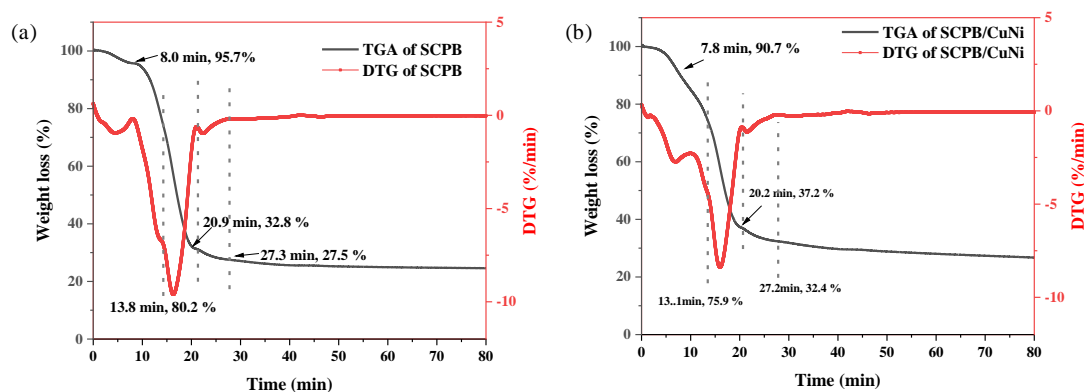 (a)
Weight loss (%)
100
80
60
40
20
0
0 10 20 30 40 50 60 70 80
Time (min)
5
0
-5
-10
DTG (%/min)
TGA of SCPB
DTG of SCPB
8.0 min, 95.7%
20.9 min, 32.8 %
27.3 min, 27.5 %
13.8 min, 80.2 %
(b)
Weight loss (%)
100
80
60
40
20
0
0 10 20 30 40 50 60 70 80
Time (min)
5
0
-5
-10
DTG (%/min)
TGA of SCPB/CuNi
DTG of SCPB/CuNi
7.8 min, 90.7 %
20.2 min, 37.2 %
27.2min, 32.4 %
13..1min, 75.9 %